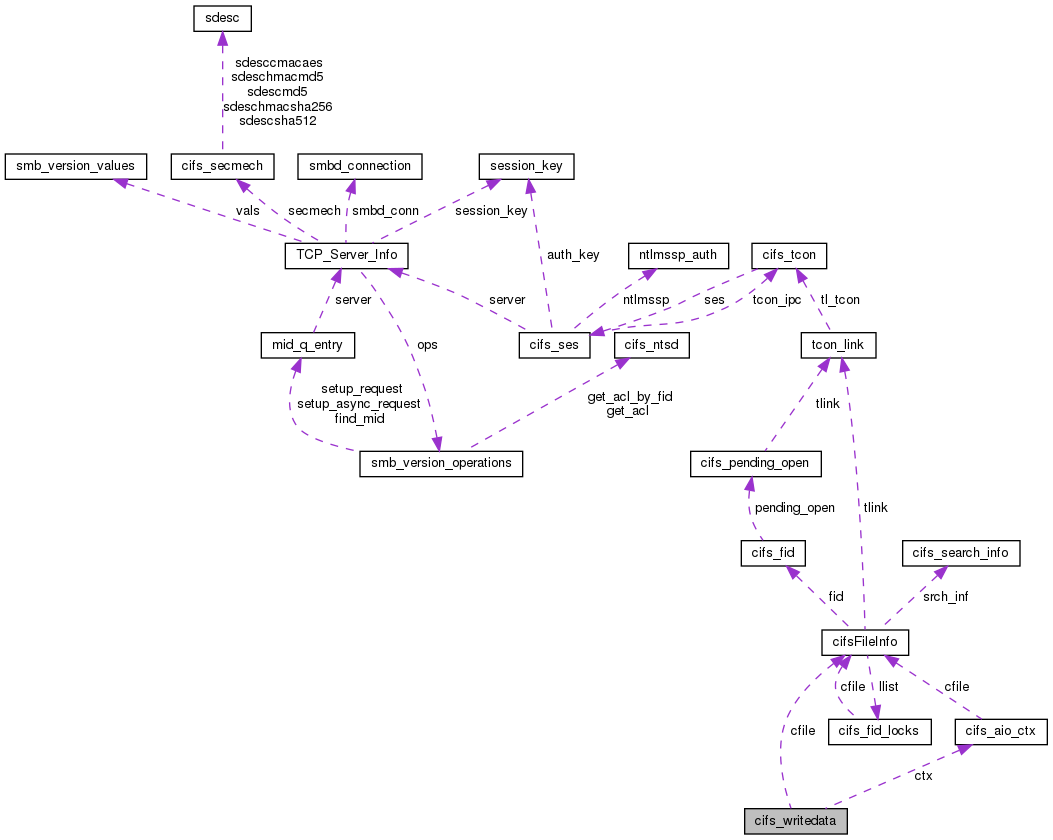 sdesc
sdesccmacaes
sdeschmacmd5
sdescmd5
sdeschmacsha256
sdescsha512
smb_version_values
cifs_secmech
smbd_connection
session_key
vals
secmech
smbd_conn
session_key
TCP_Server_Info
ntlmssp_auth
cifs_tcon
auth_key
server
server
ntlmssp
ses
tcon_ipc
tl_tcon
mid_q_entry
ops
cifs_ses
cifs_ntsd
tcon_link
setup_request
setup_async_request
find_mid
get_acl_by_fid
get_acl
tlink
smb_version_operations
cifs_pending_open
pending_open
tlink
cifs_fid
cifs_search_info
fid
srch_inf
cifsFileInfo
cfile
llist
cfile
cfile
cifs_fid_locks
cifs_aio_ctx
ctx
cifs_writedata